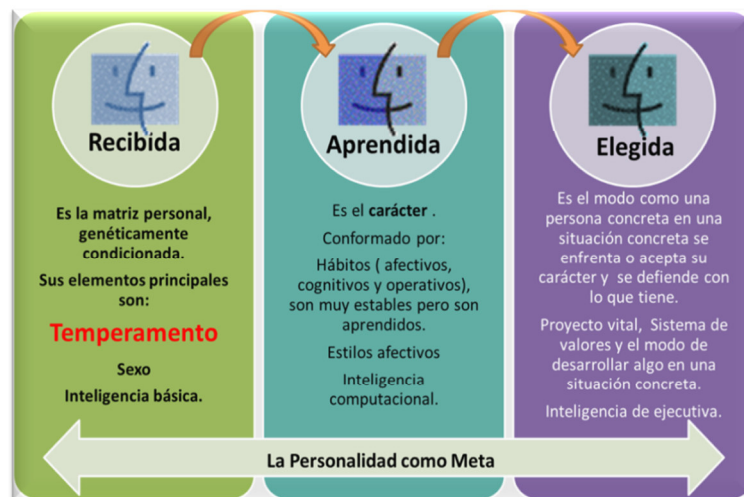 Recibida
Es la matriz personal,
genéticamente
condicionada.
Sus elementos principales
son:
Temperamento
Sexo
Inteligencia básica.
Aprendida
Es el carácter .
Conformado por:
Hábitos ( afectivos,
cognitivos y operativos),
son muy estables pero son
aprendidos.
Estilos afectivos
Inteligencia
computacional.
Elegida
Es el modo como una
persona concreta en una
situación concreta se
enfrenta o acepta su
carácter y se defiende con
lo que tiene.
Proyecto vital, Sistema de
valores y el modo de
desarrollar algo en una
situación concreta.
Inteligencia de ejecutiva.
La Personalidad como Meta